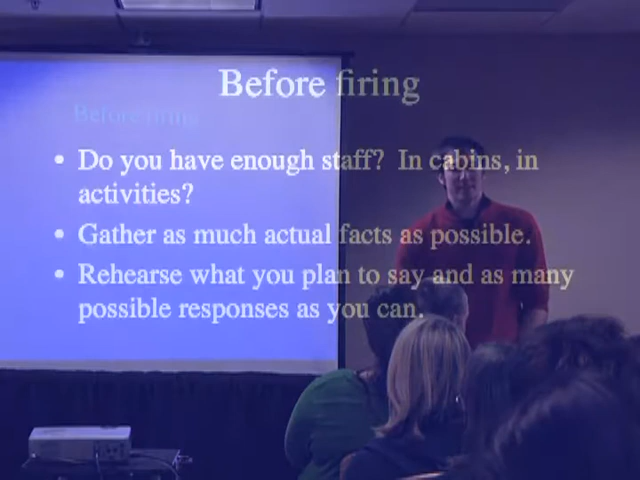 Before firing
Before firing
• Do you have enough staff? In cabins, in
activities?
• Gather as much actual facts as possible.
• Rehearse what you plan to say and as many
possible responses as you can.